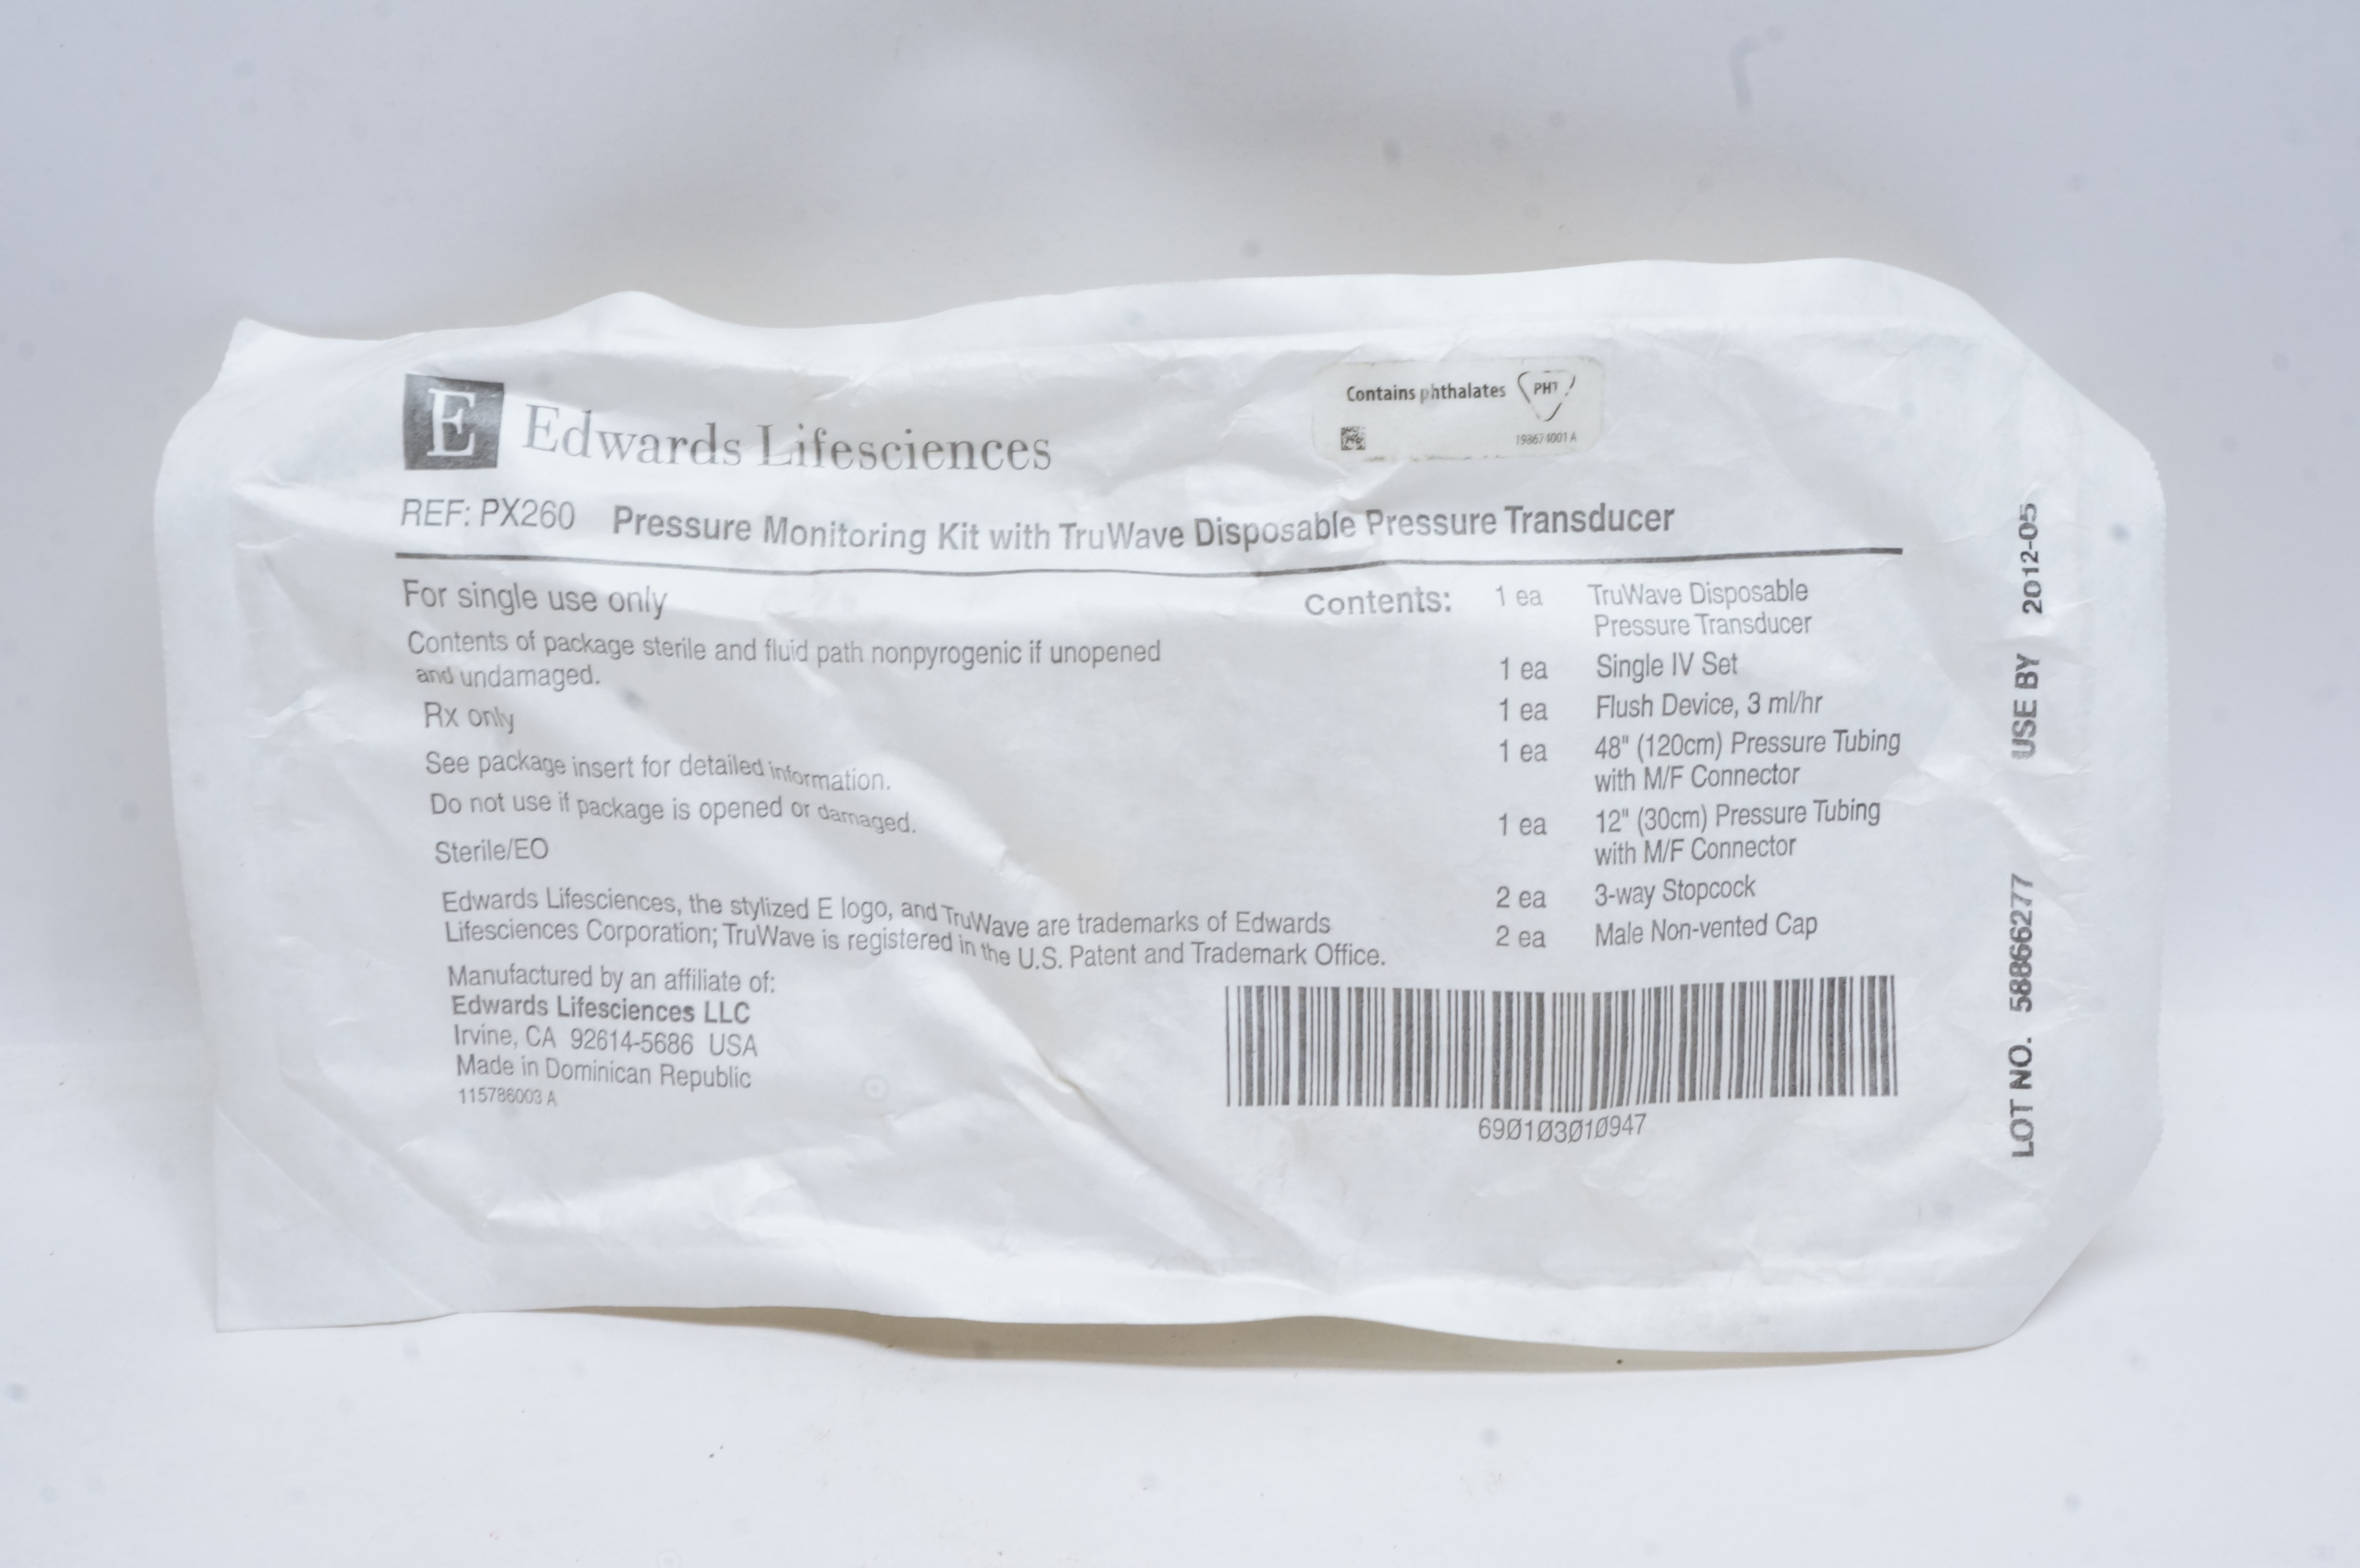 E Edwards Lifesciences
Contains phthalates PHT
198674001 A
REF: PX260 Pressure Monitoring Kit with TruWave Disposable Pressure Transducer
For single use only
Contents of package sterile and fluid path nonpyrogenic if unopened
and undamaged.
Rx only
See package insert for detailed information.
Do not use if package is opened or damaged.
Sterile/EO
Edwards Lifesciences, the stylized E logo, and TruWave are trademarks of Edwards
Lifesciences Corporation; TruWave is registered in the U.S. Patent and Trademark Office.
Manufactured by an affiliate of:
Edwards Lifesciences LLC
Irvine, CA 92614-5686 USA
Made in Dominican Republic
115786003 A
Contents: 1 ea TruWave Disposable
Pressure Transducer
1 ea Single IV Set
1 ea Flush Device, 3 ml/hr
1 ea 48" (120cm) Pressure Tubing
with M/F Connector
1 ea 12" (30cm) Pressure Tubing
with M/F Connector
2 ea 3-way Stopcock
2 ea Male Non-vented Cap
690103010947
LOT NO. 58866277 USE BY 2012-05